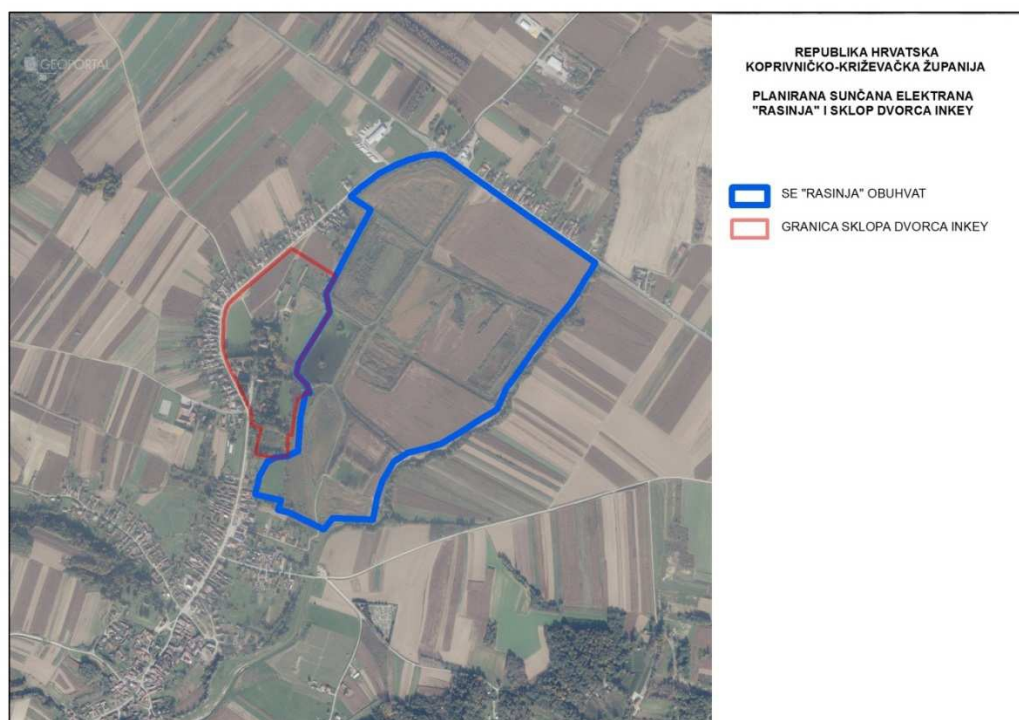 GEOPORTAL
REPUBLIKA HRVATSKA
KOPRIVNIČKO-KRIŽEVAČKA ŽUPANIJA
PLANIRANA SUNČANA ELEKTRANA
"RASINJA" I SKLOP DVORCA INKEY
SE "RASINJA" OBUHVAT
GRANICA SKLOPA DVORCA INKEY